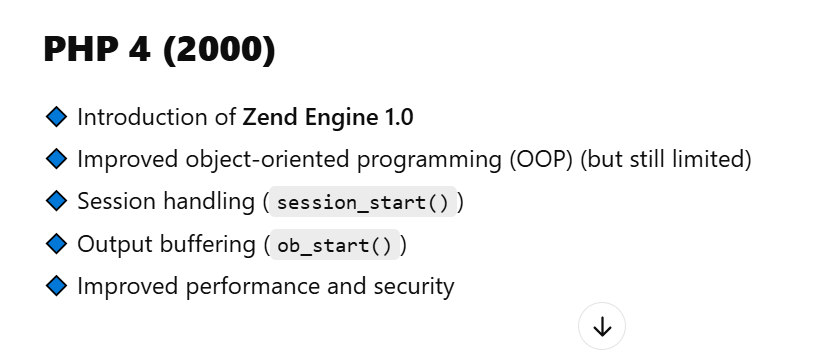 PHP 4 (2000)
Introduction of Zend Engine 1.0
Improved object-oriented programming (OOP) (but still limited)
Session handling (session_start())
Output buffering (ob_start())
Improved performance and security